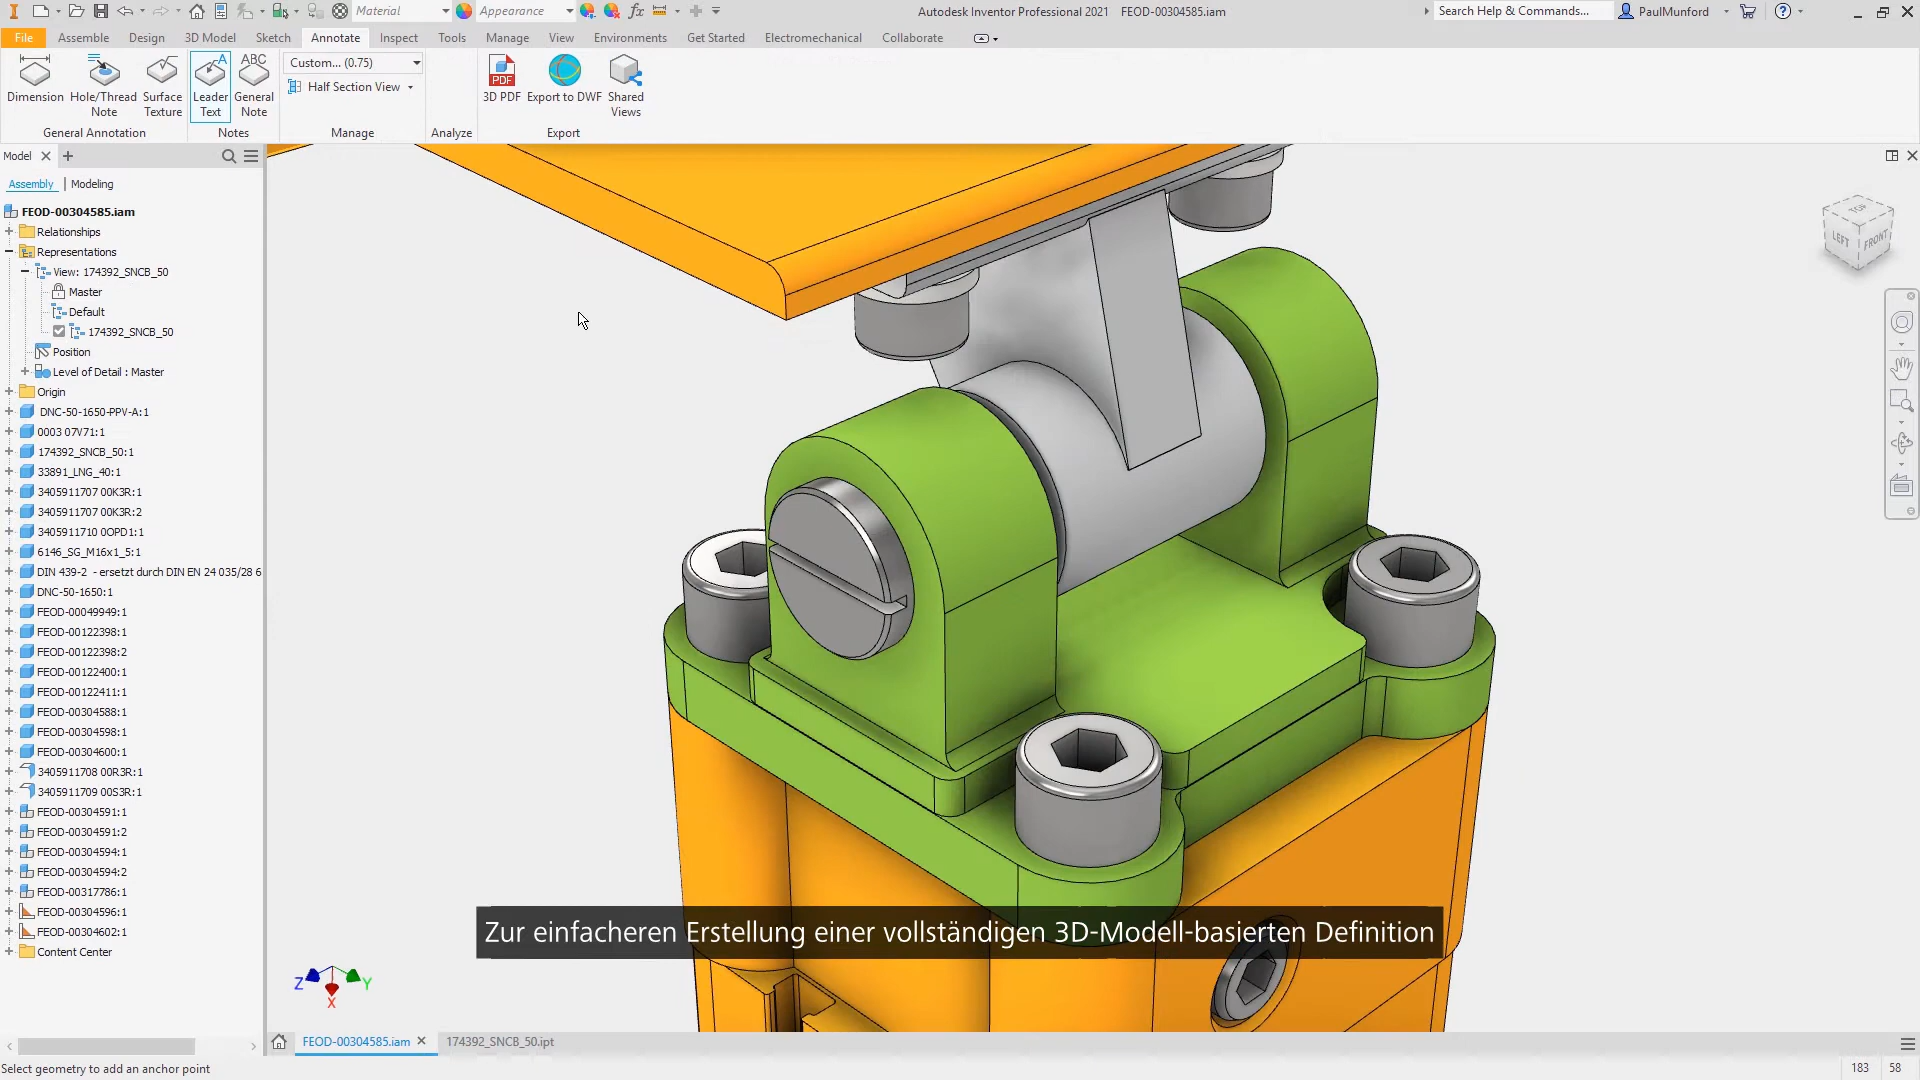 Material
Appearance
fx
Autodesk Inventor Professional 2021 FEOD-00304585.iam
Search Help & Commands...
PaulMunford
File Assemble Design 3D Model Sketch Annotate Inspect Tools Manage View Environments Get Started Electromechanical Collaborate
Dimension
Hole/Thread
Note
Surface
Texture
A
Leader
Text
ABC
General
Note
Custom... (0.75)
Half Section View
PDF
3D PDF
Export to DWF
Shared
Views
General Annotation
Notes
Manage
Analyze
Export
Model
Assembly | Modeling
FEOD-00304585.iam
Relationships
Representations
View: 174392_SNCB_50
Master
Default
174392_SNCB_50
Position
Level of Detail : Master
Origin
DNC-50-1650-PPV-A:1
0003 07V71:1
174392_SNCB_50:1
33891_LNG_40:1
3405911707 00K3R:1
3405911707 00K3R:2
3405911710 0OPD1:1
6146_SG_M16x1_5:1
DIN 439-2 - ersetzt durch DIN EN 24 035/28 6
DNC-50-1650:1
FEOD-00049949:1
FEOD-00122398:1
FEOD-00122398:2
FEOD-00122400:1
FEOD-00122411:1
FEOD-00304588:1
FEOD-00304598:1
FEOD-00304600:1
3405911708 00R3R:1
3405911709 00S3R:1
FEOD-00304591:1
FEOD-00304591:2
FEOD-00304594:1
FEOD-00304594:2
FEOD-00317786:1
FEOD-00304596:1
FEOD-00304602:1
Content Center
TOP
LEFT
FRONT
Z
Y
X
Zur einfacheren Erstellung einer vollständigen 3D-Modell-basierten Definition
FEOD-00304585.iam
174392_SNCB_50.ipt
Select geometry to add an anchor point
183 58